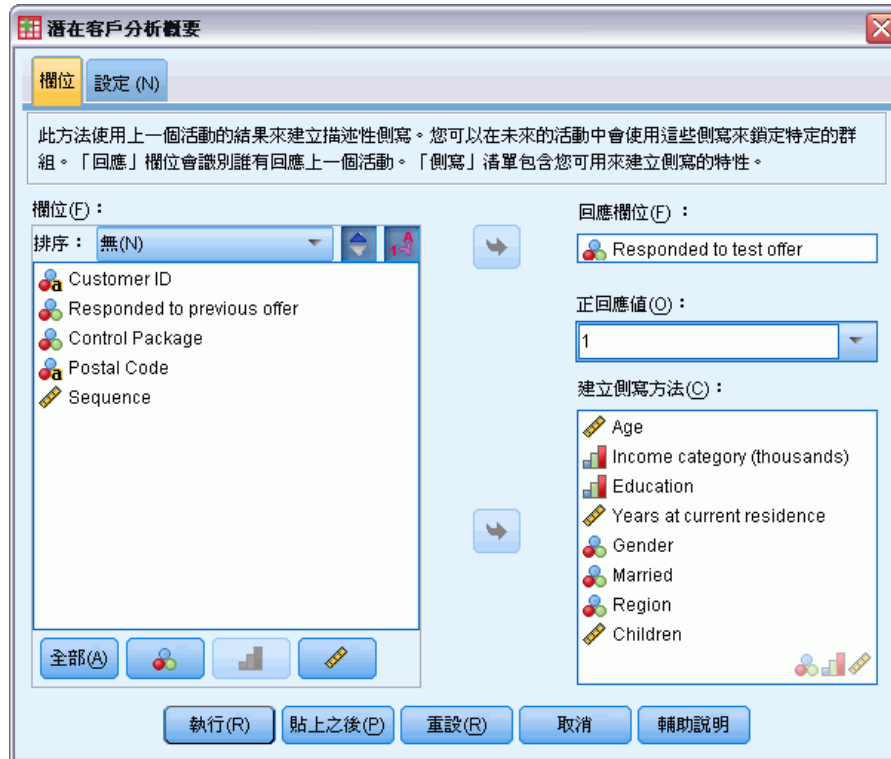 潛在客戶分析概要
欄位
設定 (N)
此方法使用上一個活動的結果來建立描述性側寫。您可以在未來的活動中會使用這些側寫來鎖定特定的群
組。「回應」欄位會識別誰有回應上一個活動。「側寫」清單包含您可用來建立側寫的特性。
欄位(F)：
排序： 無(N)
Customer ID
Responded to previous offer
Control Package
Postal Code
Sequence
全部(A)
回應欄位(F)：
Responded to test offer
正回應值(O)：
1
建立側寫方法(C)：
Age
Income category (thousands)
Education
Years at current residence
Gender
Married
Region
Children
執行(R)
貼上之後(P)
重設(R)
取消
輔助說明